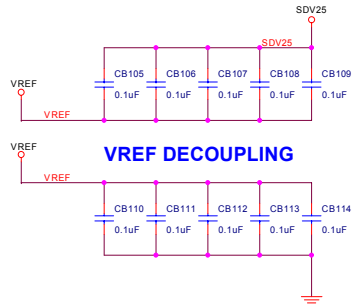 SDV25
SDV25
CB105 CB106 CB107 CB108 CB109
VREF
0.1uF 0.1uF 0.1uF 0.1uF 0.1uF
VREF
VREF
VREF DECOUPLING
VREF
CB110 CB111 CB112 CB113 CB114
0.1uF 0.1uF 0.1uF 0.1uF 0.1uF